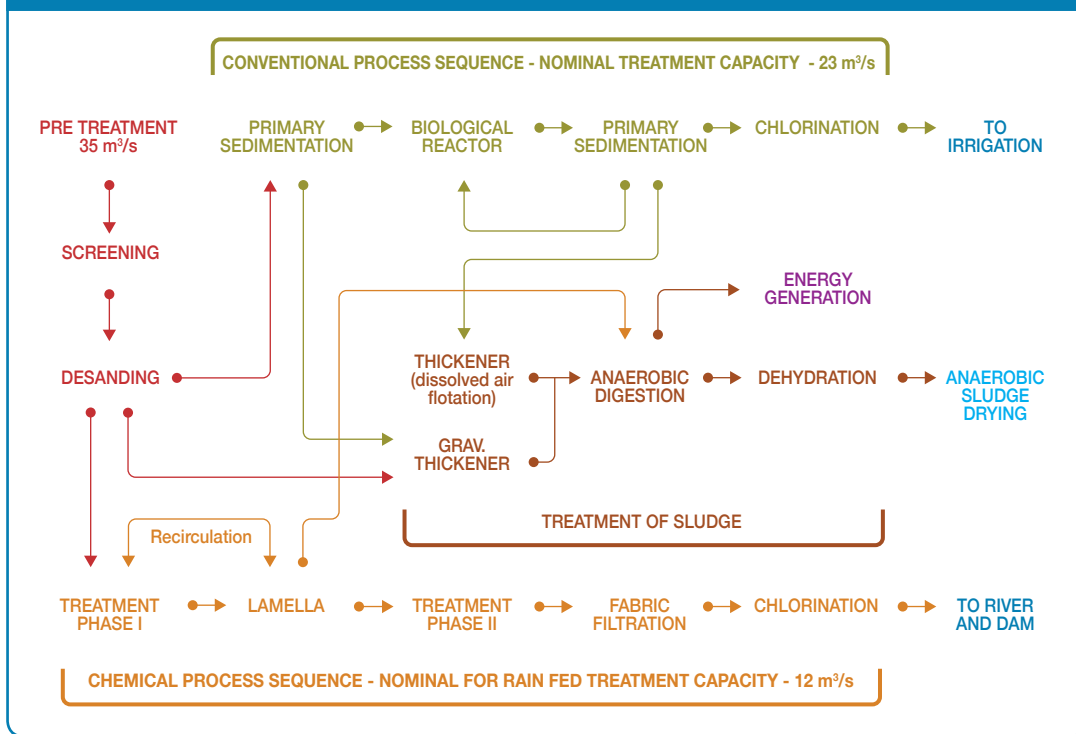 CONVENTIONAL PROCESS SEQUENCE - NOMINAL TREATMENT CAPACITY - 23 m³/s
PRE TREATMENT
35 m³/s
PRIMARY
SEDIMENTATION
BIOLOGICAL
REACTOR
PRIMARY
SEDIMENTATION
CHLORINATION
TO
IRRIGATION
SCREENING
ENERGY
GENERATION
DESANDING
THICKENER
(dissolved air
flotation)
ANAEROBIC
DIGESTION
DEHYDRATION
ANAEROBIC
SLUDGE
DRYING
GRAV.
THICKENER
TREATMENT OF SLUDGE
Recirculation
TREATMENT
PHASE I
LAMELLA
TREATMENT
PHASE II
FABRIC
FILTRATION
CHLORINATION
TO RIVER
AND DAM
CHEMICAL PROCESS SEQUENCE - NOMINAL FOR RAIN FED TREATMENT CAPACITY - 12 m³/s